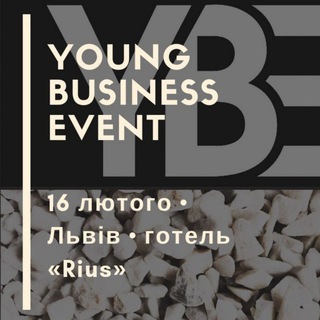 YBE
YOUNG
BUSINESS
EVENT
16 лютого •
Львів • готель
«Rius»